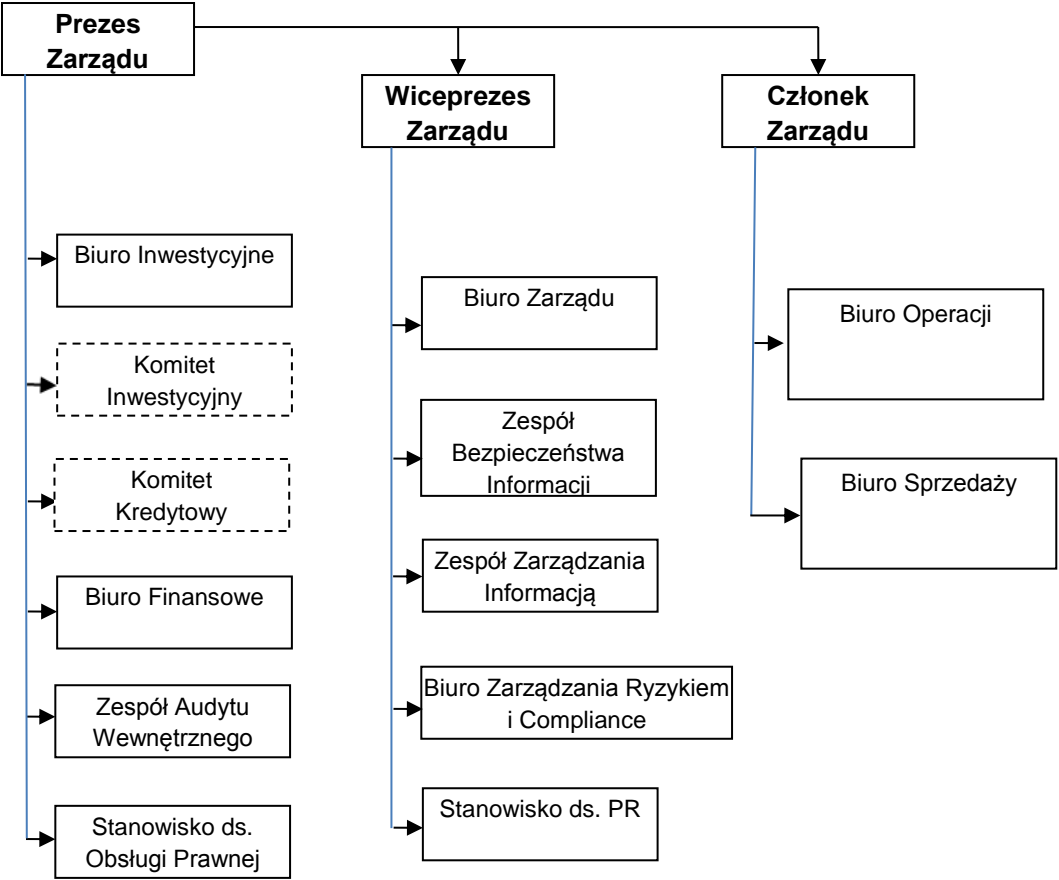 Prezes
Zarządu
Wiceprezes
Zarządu
Członek
Zarządu
Biuro Inwestycyjne
Komitet
Inwestycyjny
Komitet
Kredytowy
Biuro Finansowe
Zespół Audytu
Wewnętrznego
Stanowisko ds.
Obsługi Prawnej
Biuro Zarządu
Zespół
Bezpieczeństwa
Informacji
Zespół Zarządzania
Informacją
Biuro Zarządzania Ryzykiem
i Compliance
Stanowisko ds. PR
Biuro Operacji
Biuro Sprzedaży